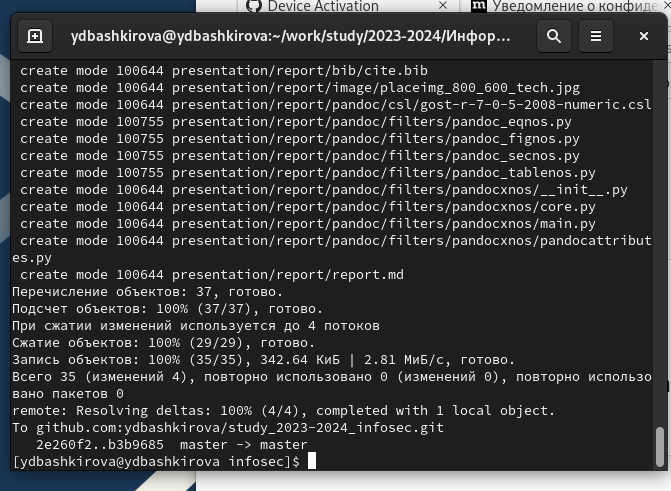 Device Activation
Уведомление о конфиде
ydbashkirova@ydbashkirova:~/work/study/2023-2024/Инфор...
create mode 100644 presentation/report/bib/cite.bib
create mode 100644 presentation/report/image/placeimg_800_600_tech.jpg
create mode 100644 presentation/report/pandoc/csl/gost-r-7-0-5-2008-numeric.csl
create mode 100755 presentation/report/pandoc/filters/pandoc_eqnos.py
create mode 100755 presentation/report/pandoc/filters/pandoc_fignos.py
create mode 100755 presentation/report/pandoc/filters/pandoc_secnos.py
create mode 100755 presentation/report/pandoc/filters/pandoc_tablenos.py
create mode 100644 presentation/report/pandoc/filters/pandocxnos/__init__.py
create mode 100644 presentation/report/pandoc/filters/pandocxnos/core.py
create mode 100644 presentation/report/pandoc/filters/pandocxnos/main.py
create mode 100644 presentation/report/pandoc/filters/pandocxnos/pandocattribut
es.py
create mode 100644 presentation/report/report.md
Перечисление объектов: 37, готово.
Подсчет объектов: 100% (37/37), готово.
При сжатии изменений используется до 4 потоков
Сжатие объектов: 100% (29/29), готово.
Запись объектов: 100% (35/35), 342.64 КиБ | 2.81 МиБ/с, готово.
Всего 35 (изменений 4), повторно использовано 0 (изменений 0), повторно использо
вано пакетов 0
remote: Resolving deltas: 100% (4/4), completed with 1 local object.
To github.com:ydbashkirova/study_2023-2024_infosec.git
2e260f2..b3b9685  master -> master
[ydbashkirova@ydbashkirova infosec]$